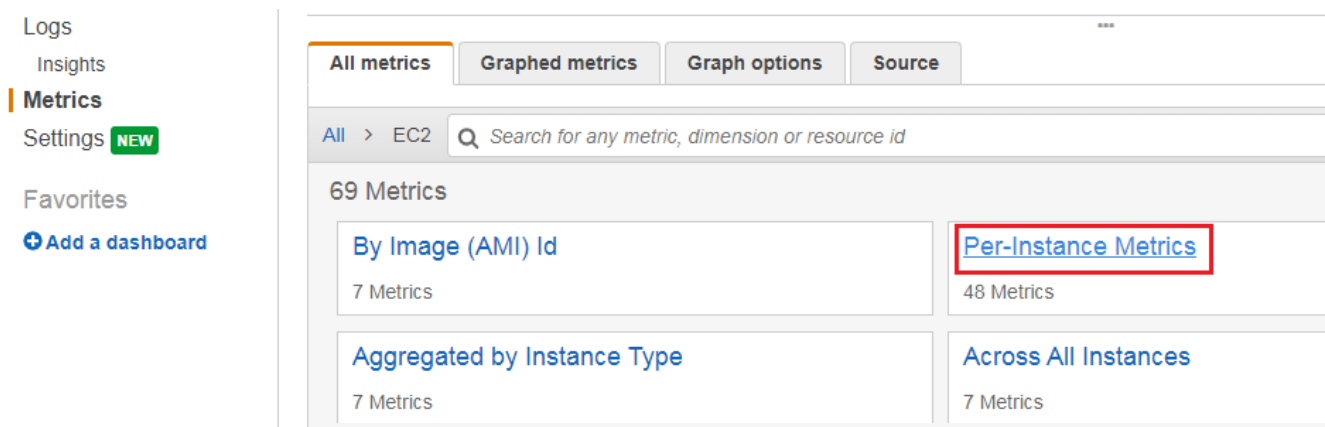 Logs
Insights
Metrics
Settings NEW
Favorites
Add a dashboard
All metrics
Graphed metrics
Graph options
Source
All > EC2 Search for any metric, dimension or resource id
69 Metrics
By Image (AMI) Id
7 Metrics
Per-Instance Metrics
48 Metrics
Aggregated by Instance Type
7 Metrics
Across All Instances
7 Metrics